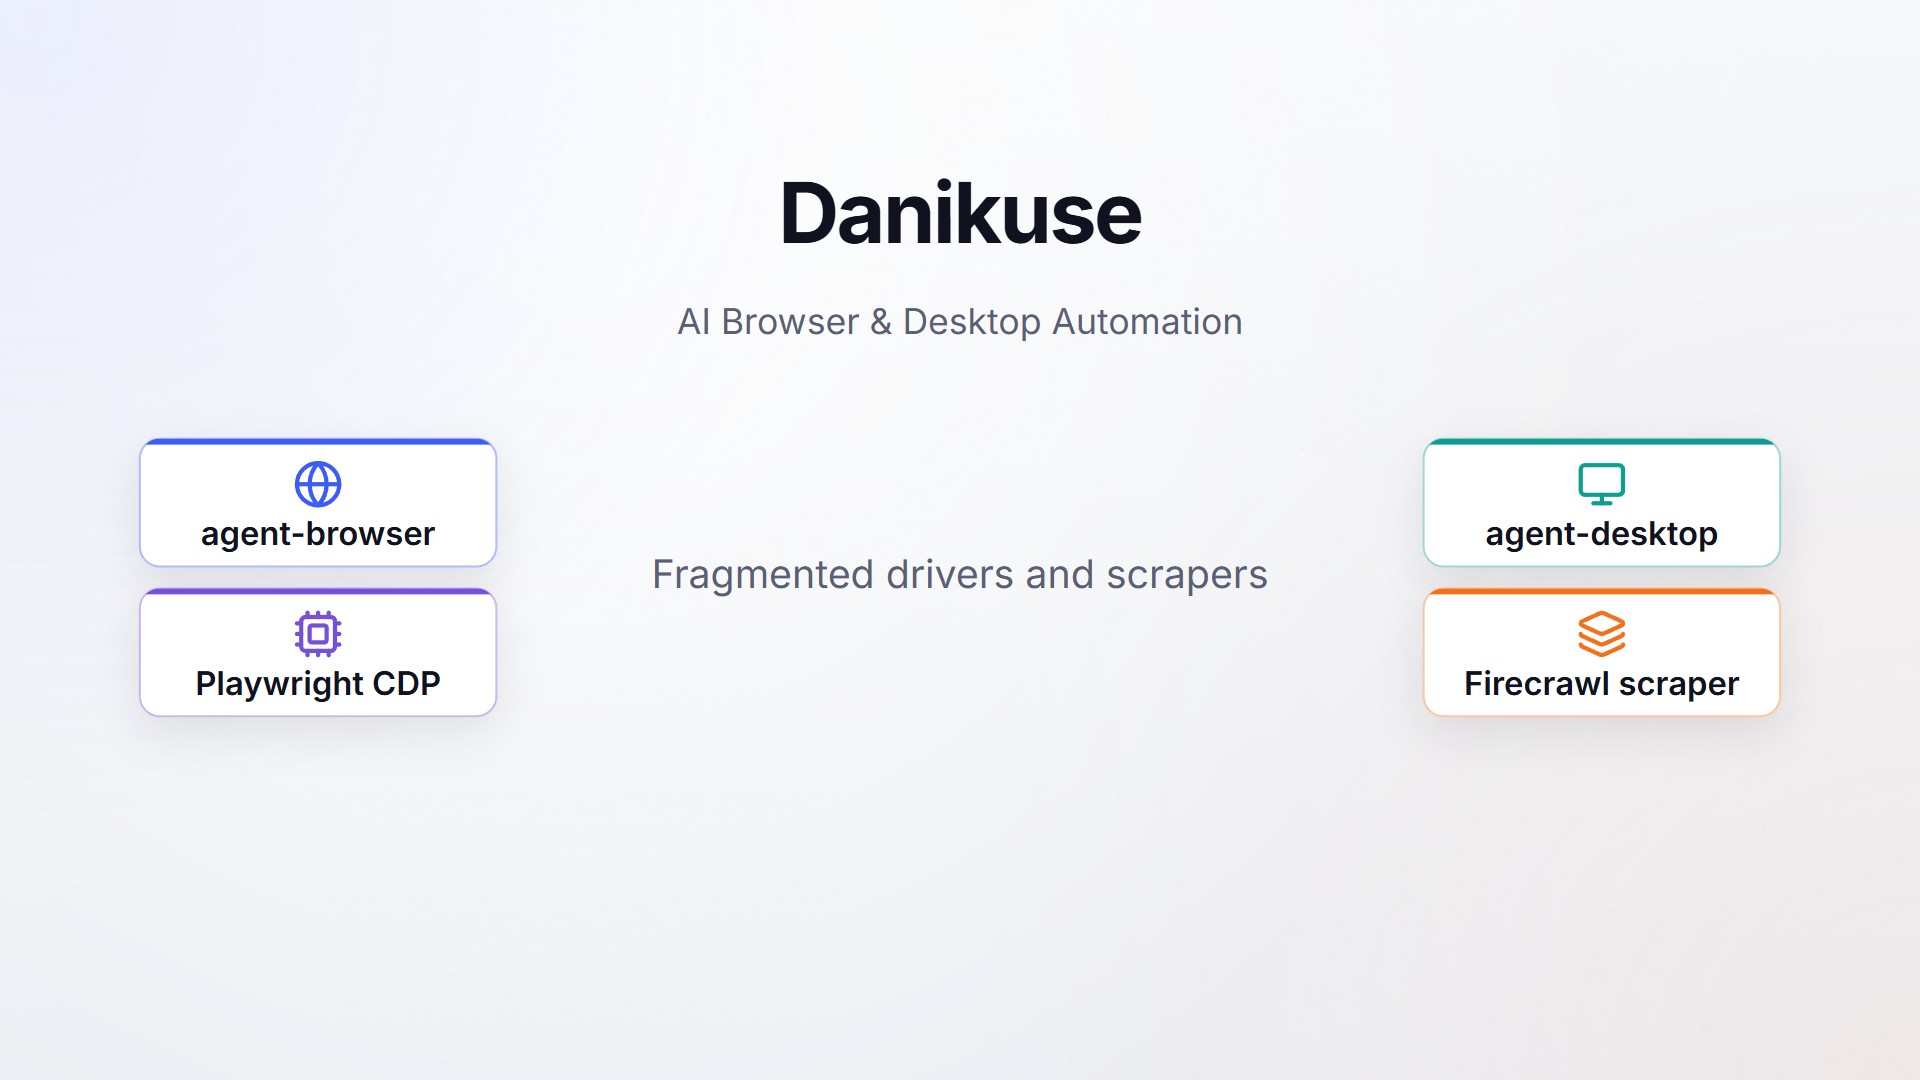 Danikuse
AI Browser & Desktop Automation
agent-browser
agent-desktop
Fragmented drivers and scrapers
Playwright CDP
Firecrawl scraper